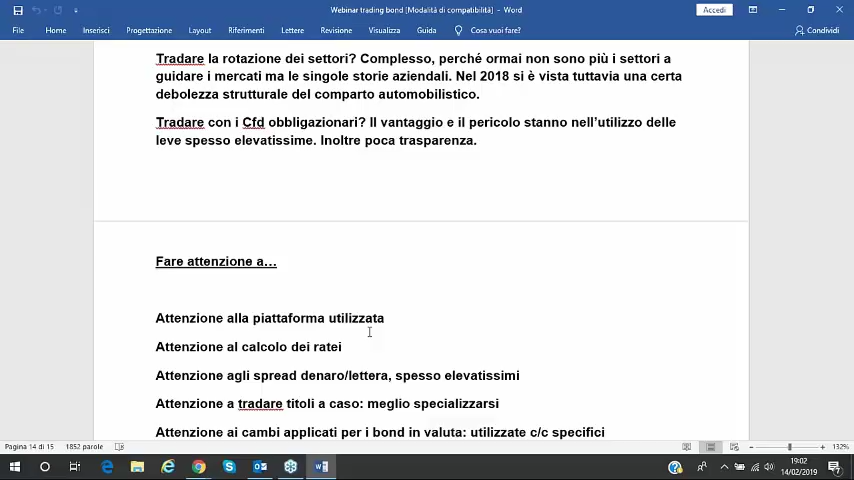 Webinar trading bond [Modalità di compatibilità] - Word
Accedi
File Home Inserisci Progettazione Layout Riferimenti Lettere Revisione Visualizza Guida Cosa vuoi fare? Condividi
Tradare la rotazione dei settori? Complesso, perché ormai non sono più i settori a
guidare i mercati ma le singole storie aziendali. Nel 2018 si è vista tuttavia una certa
debolezza strutturale del comparto automobilistico.
Tradare con i Cfd obbligazionari? Il vantaggio e il pericolo stanno nell'utilizzo delle
leve spesso elevatissime. Inoltre poca trasparenza.
Fare attenzione a…
Attenzione alla piattaforma utilizzata
Attenzione al calcolo dei ratei
Attenzione agli spread denaro/lettera, spesso elevatissimi
Attenzione a tradare titoli a caso: meglio specializzarsi
Attenzione ai cambi applicati per i bond in valuta: utilizzate c/c specifici
Pagina 14 di 15 1852 parole 132%
19:02
14/02/2019